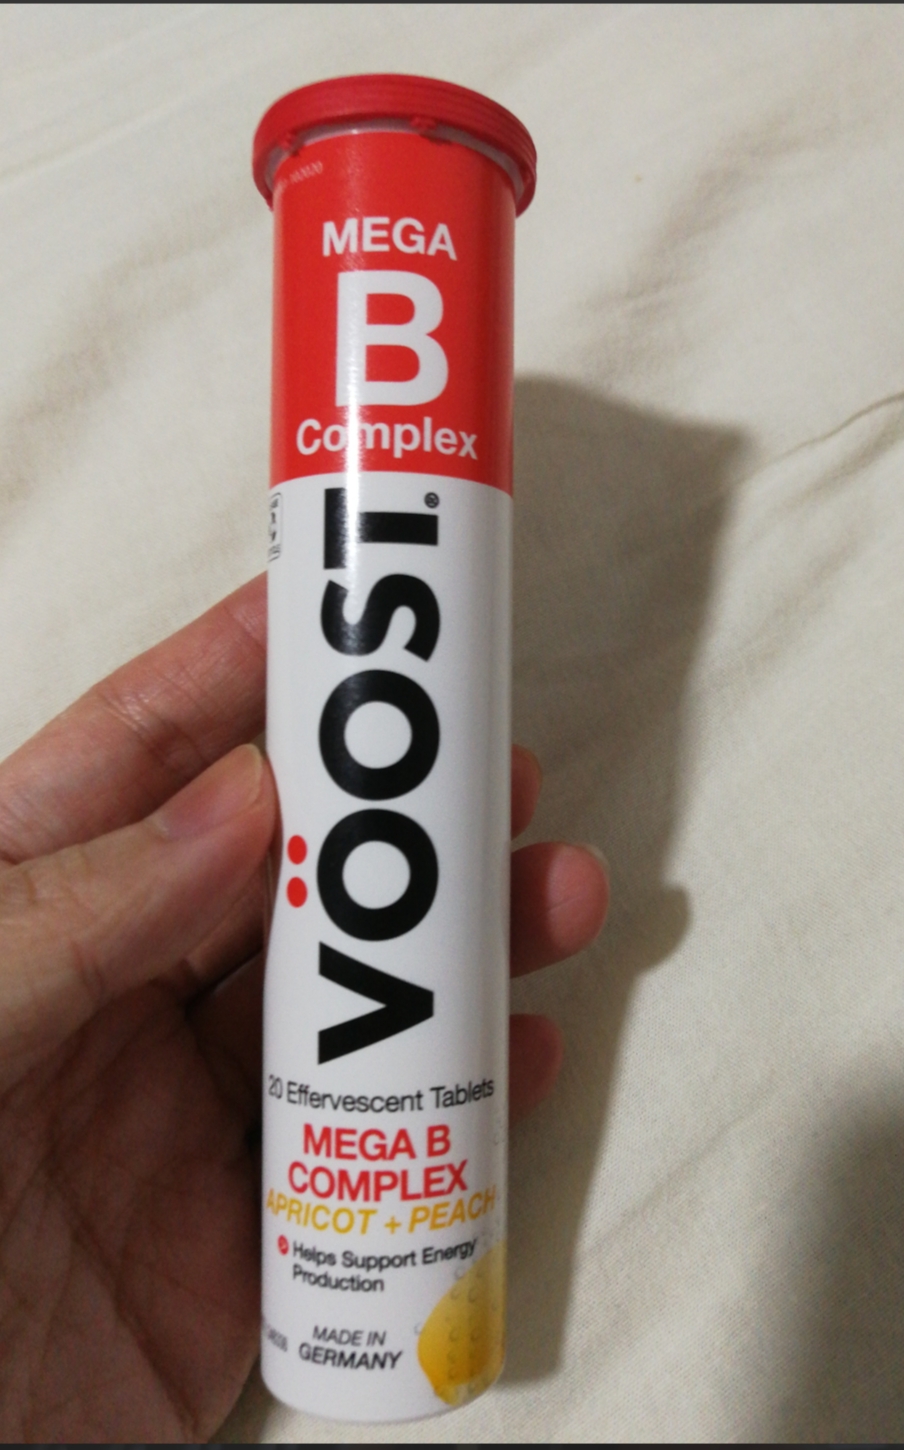 MEGA
B
Complex
VÖOST®
20 Effervescent Tablets
MEGA B
COMPLEX
APRICOT + PEACH
Helps Support Energy
Production
MADE IN
GERMANY